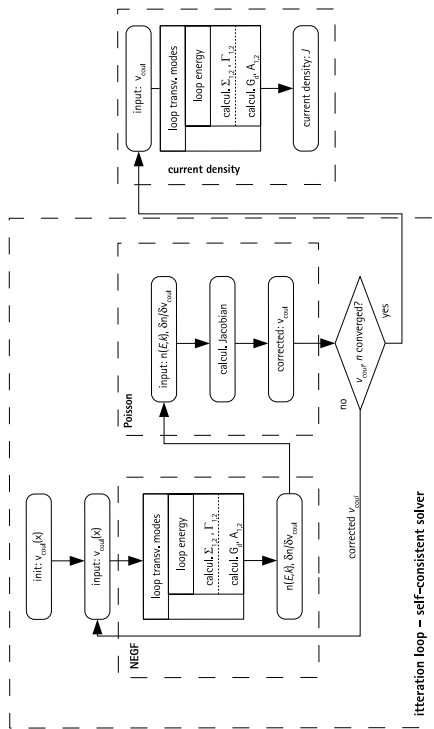 init: v_coul(x)
input: v_coul(x)
NEGF
loop transv. modes
loop energy
calcul. Σ_1,2, Γ_1,2
calcul. G_d, A_1,2
n(E,k), δn/δv_coul
Poisson
input: n(E,k), δn/δv_coul
calcul. Jacobian
corrected: v_coul
v_coul, n converged?
no
yes
corrected v_coul
itteration loop – self-consistent solver
input: v_coul
loop transv. modes
loop energy
calcul. Σ_1,2, Γ_1,2
calcul. G_d, A_1,2
current density: J
current density